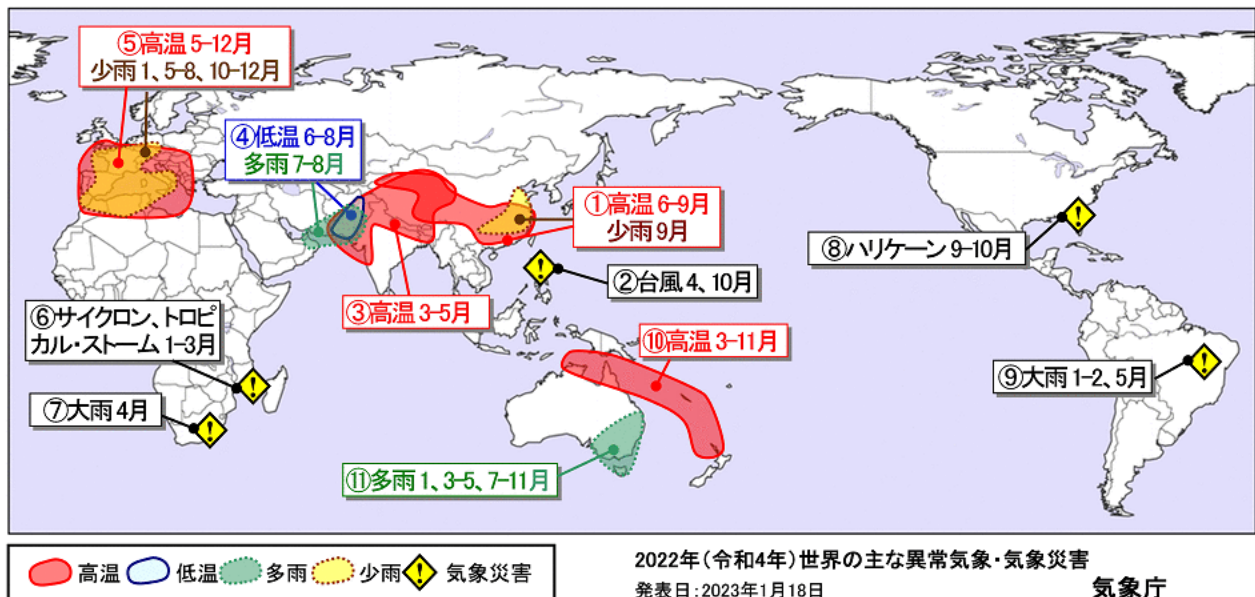 ⑤高温 5–12月
少雨 1、5–8、10–12月
④低温 6–8月
多雨 7–8月
①高温 6–9月
少雨 9月
⑧ハリケーン 9–10月
②台風 4、10月
③高温 3–5月
⑥サイクロン、トロピ
カル・ストーム 1–3月
⑩高温 3–11月
⑨大雨 1–2、5月
⑦大雨 4月
⑪多雨 1、3–5、7–11月
高温 低温 多雨 少雨 気象災害
2022年(令和4年)世界の主な異常気象・気象災害
発表日:2023年1月18日
気象庁